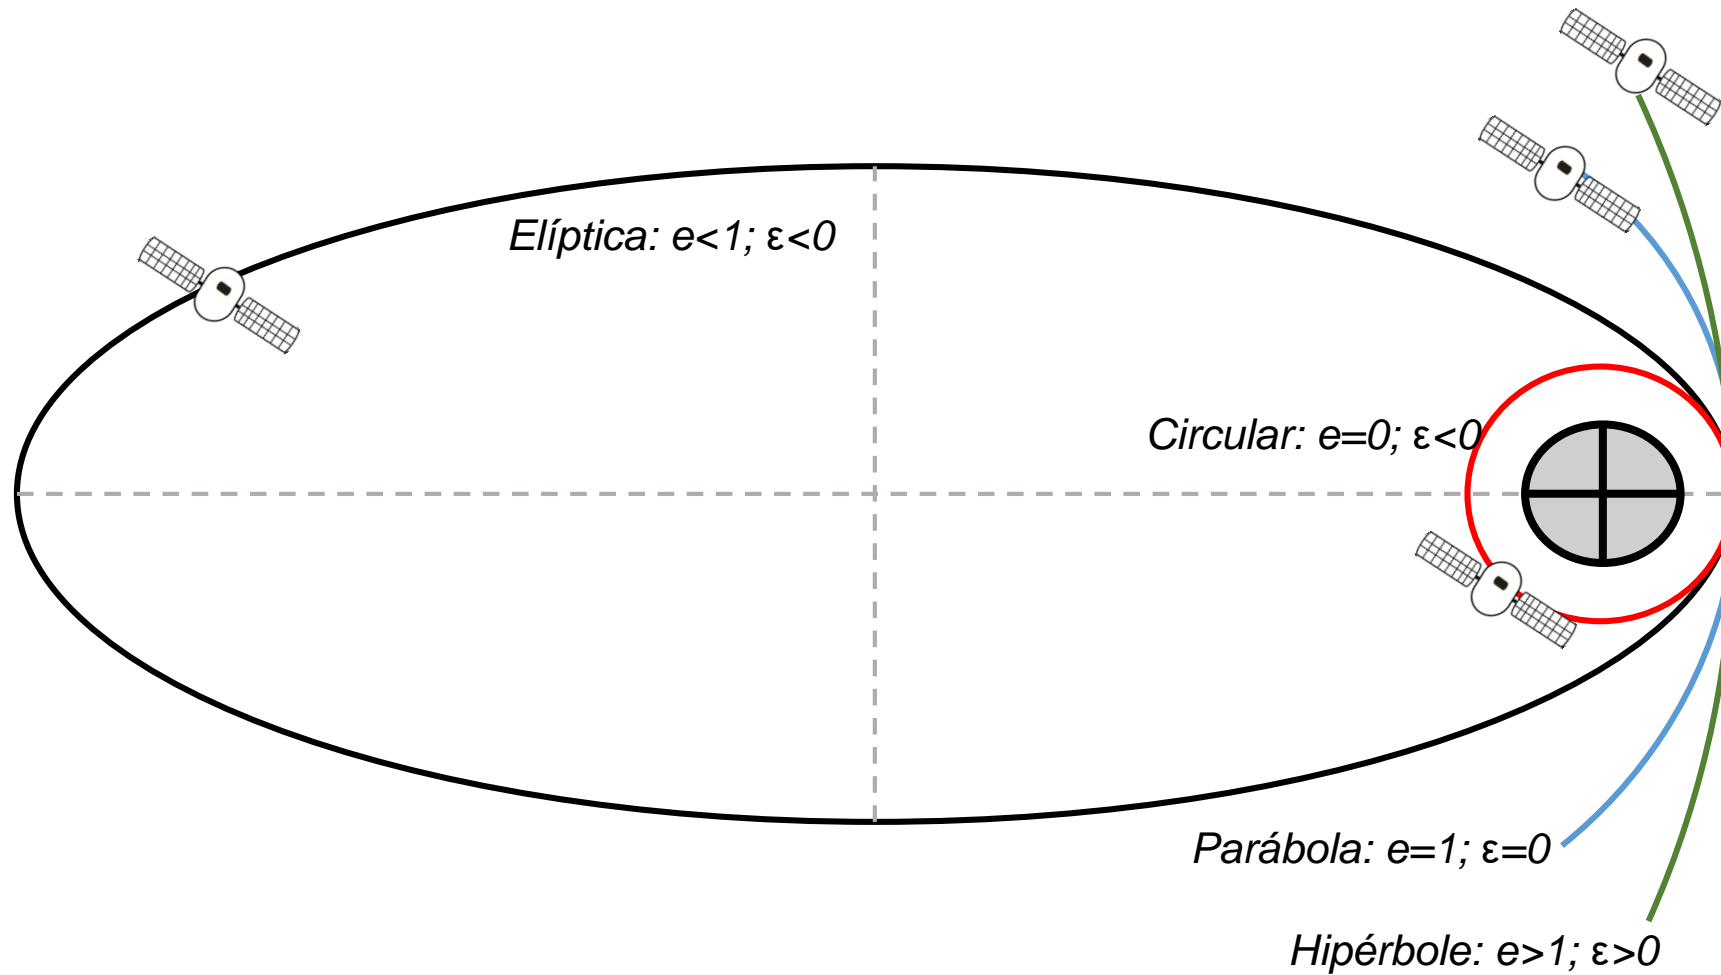 Elíptica: e<1; ε<0
Circular: e=0; ε<0
Parábola: e=1; ε=0
Hipérbole: e>1; ε>0